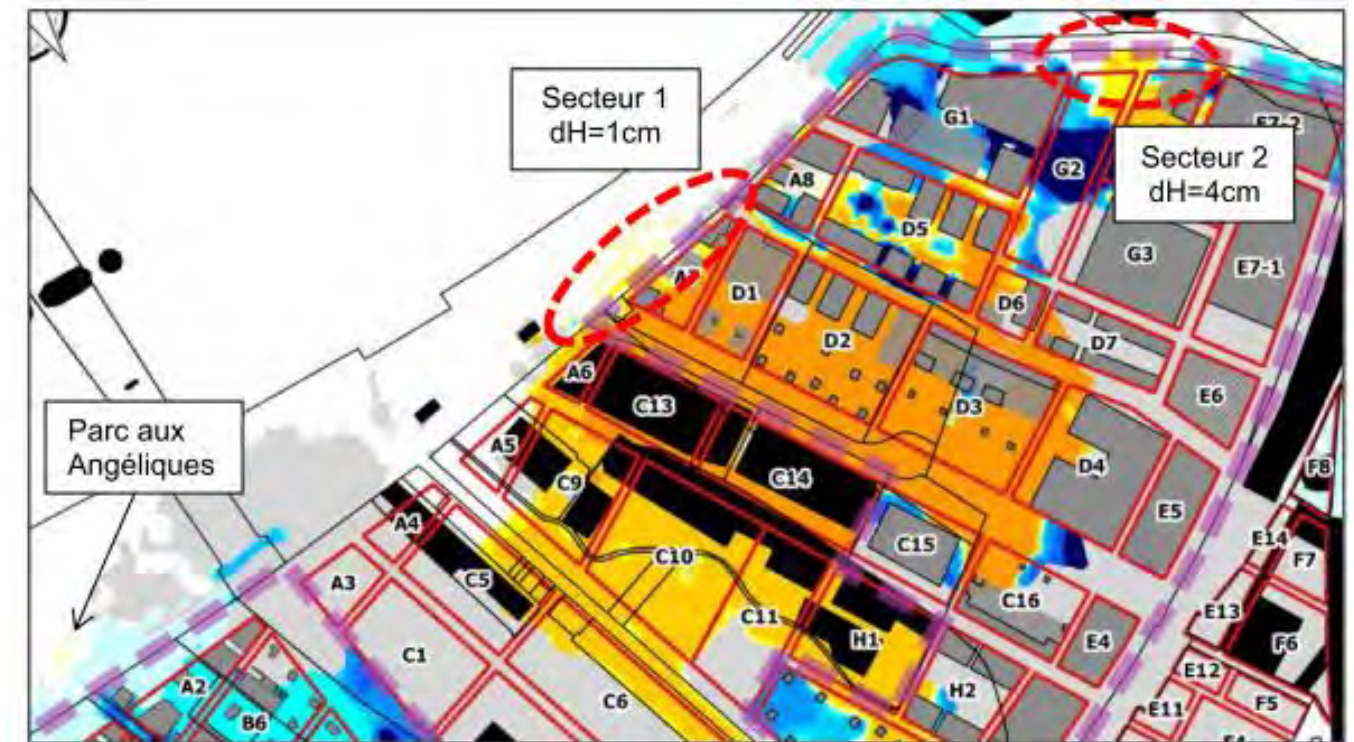 Secteur 1
dH=1cm
Secteur 2
dH=4cm
Parc aux
Angéliques
G1
E7-2
A8
G2
D5
G3
E7-1
A7
D1
D6
D2
D7
E6
A6
C13
D3
F8
A5
C9
C14
D4
E5
A4
C10
C15
E14
F7
A3
C5
C11
C16
E13
C1
H1
E4
F6
A2
C6
H2
E12
F5
B6
E11